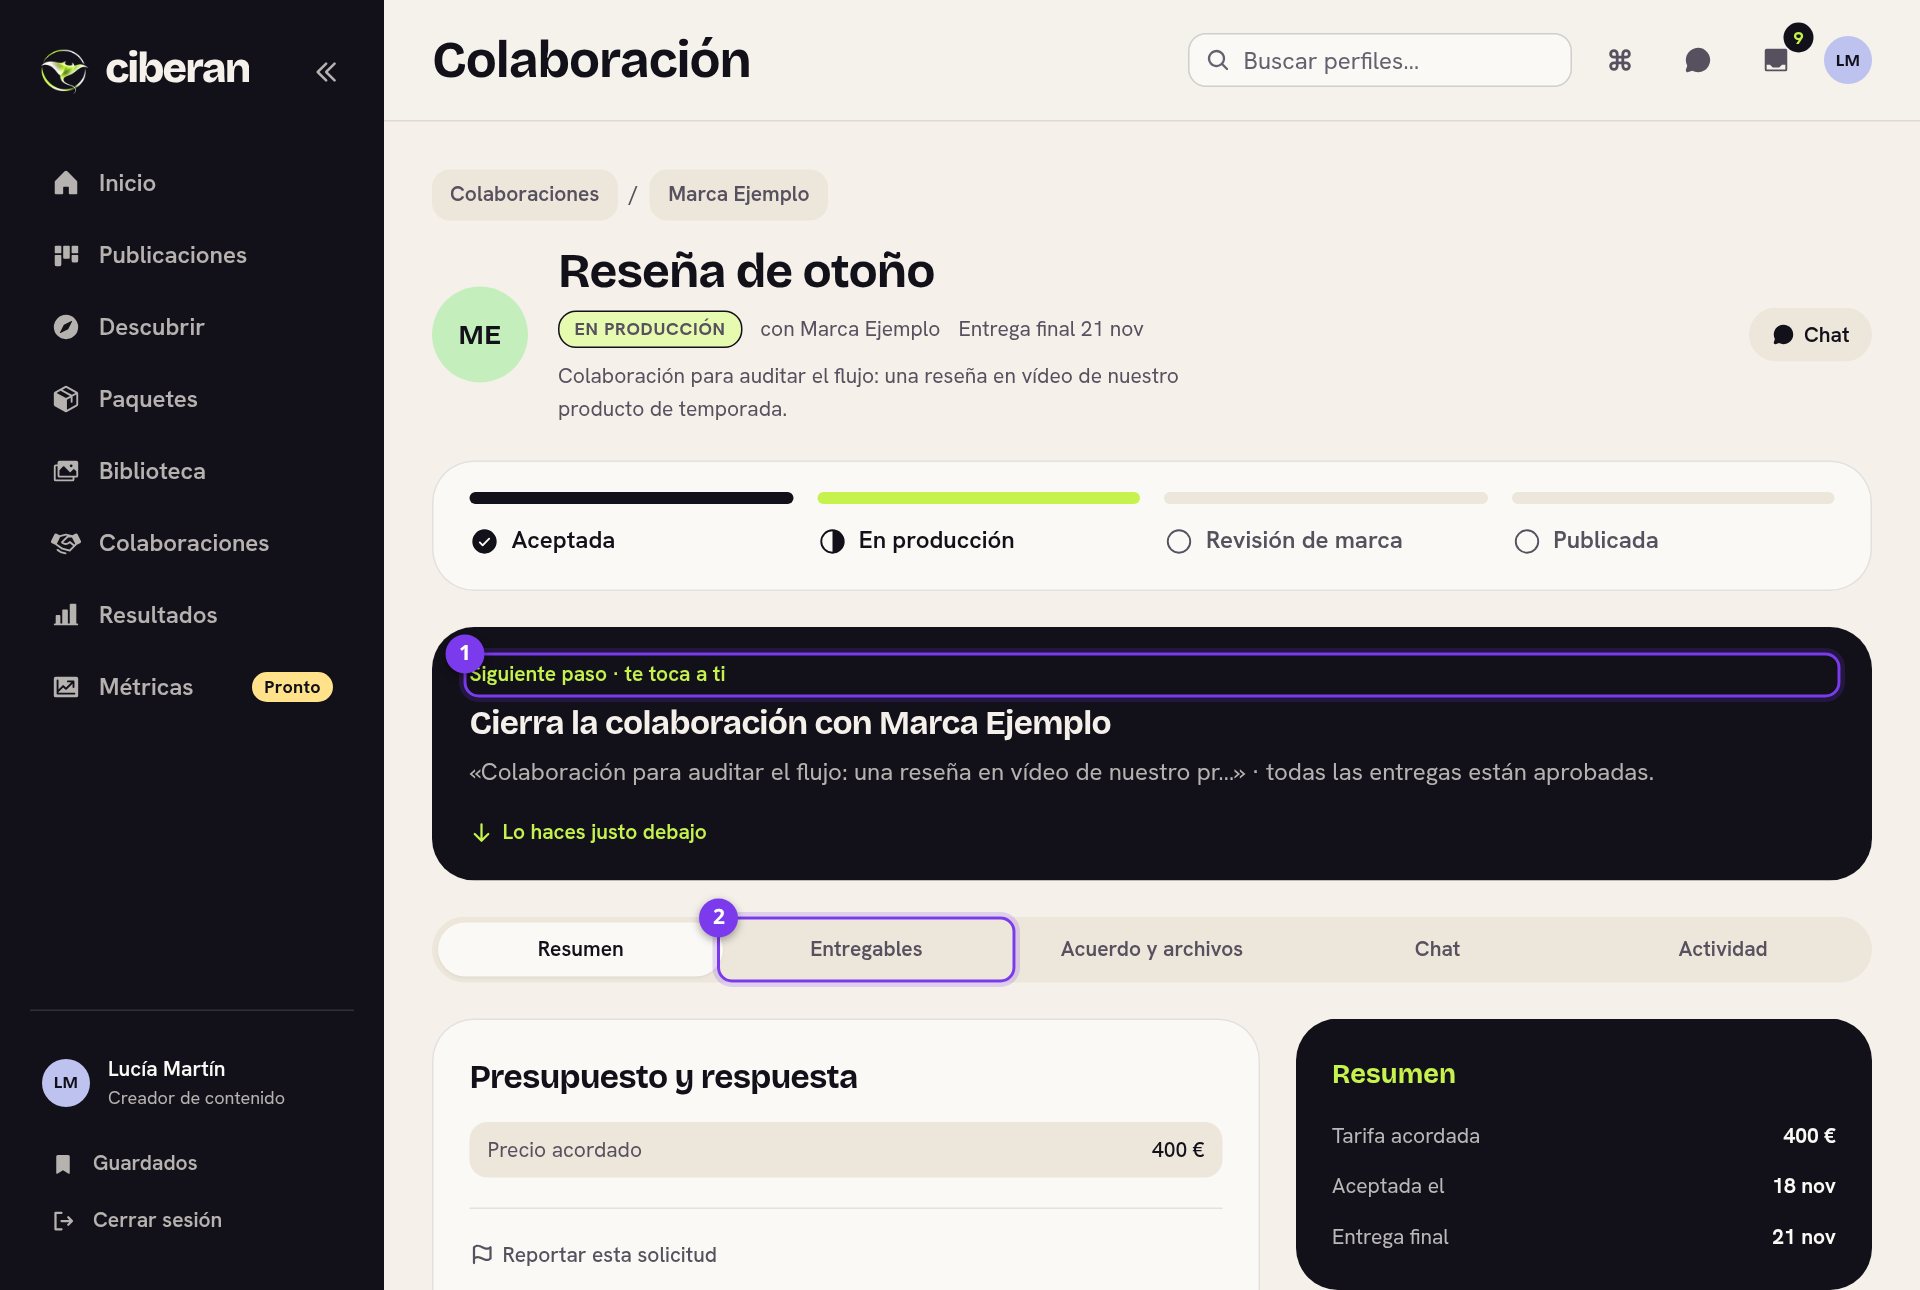 ciberan
Inicio
Publicaciones
Descubrir
Paquetes
Biblioteca
Colaboraciones
Resultados
Métricas
Pronto
LM
Lucía Martín
Creador de contenido
Guardados
Cerrar sesión
Colaboración
Buscar perfiles...
9
LM
Colaboraciones / Marca Ejemplo
ME
Reseña de otoño
EN PRODUCCIÓN con Marca Ejemplo Entrega final 21 nov
Colaboración para auditar el flujo: una reseña en vídeo de nuestro
producto de temporada.
Chat
Aceptada
En producción
Revisión de marca
Publicada
1
Siguiente paso · te toca a ti
Cierra la colaboración con Marca Ejemplo
«Colaboración para auditar el flujo: una reseña en vídeo de nuestro pr...» · todas las entregas están aprobadas.
Lo haces justo debajo
2
Resumen
Entregables
Acuerdo y archivos
Chat
Actividad
Presupuesto y respuesta
Precio acordado 400 €
Reportar esta solicitud
Resumen
Tarifa acordada 400 €
Aceptada el 18 nov
Entrega final 21 nov